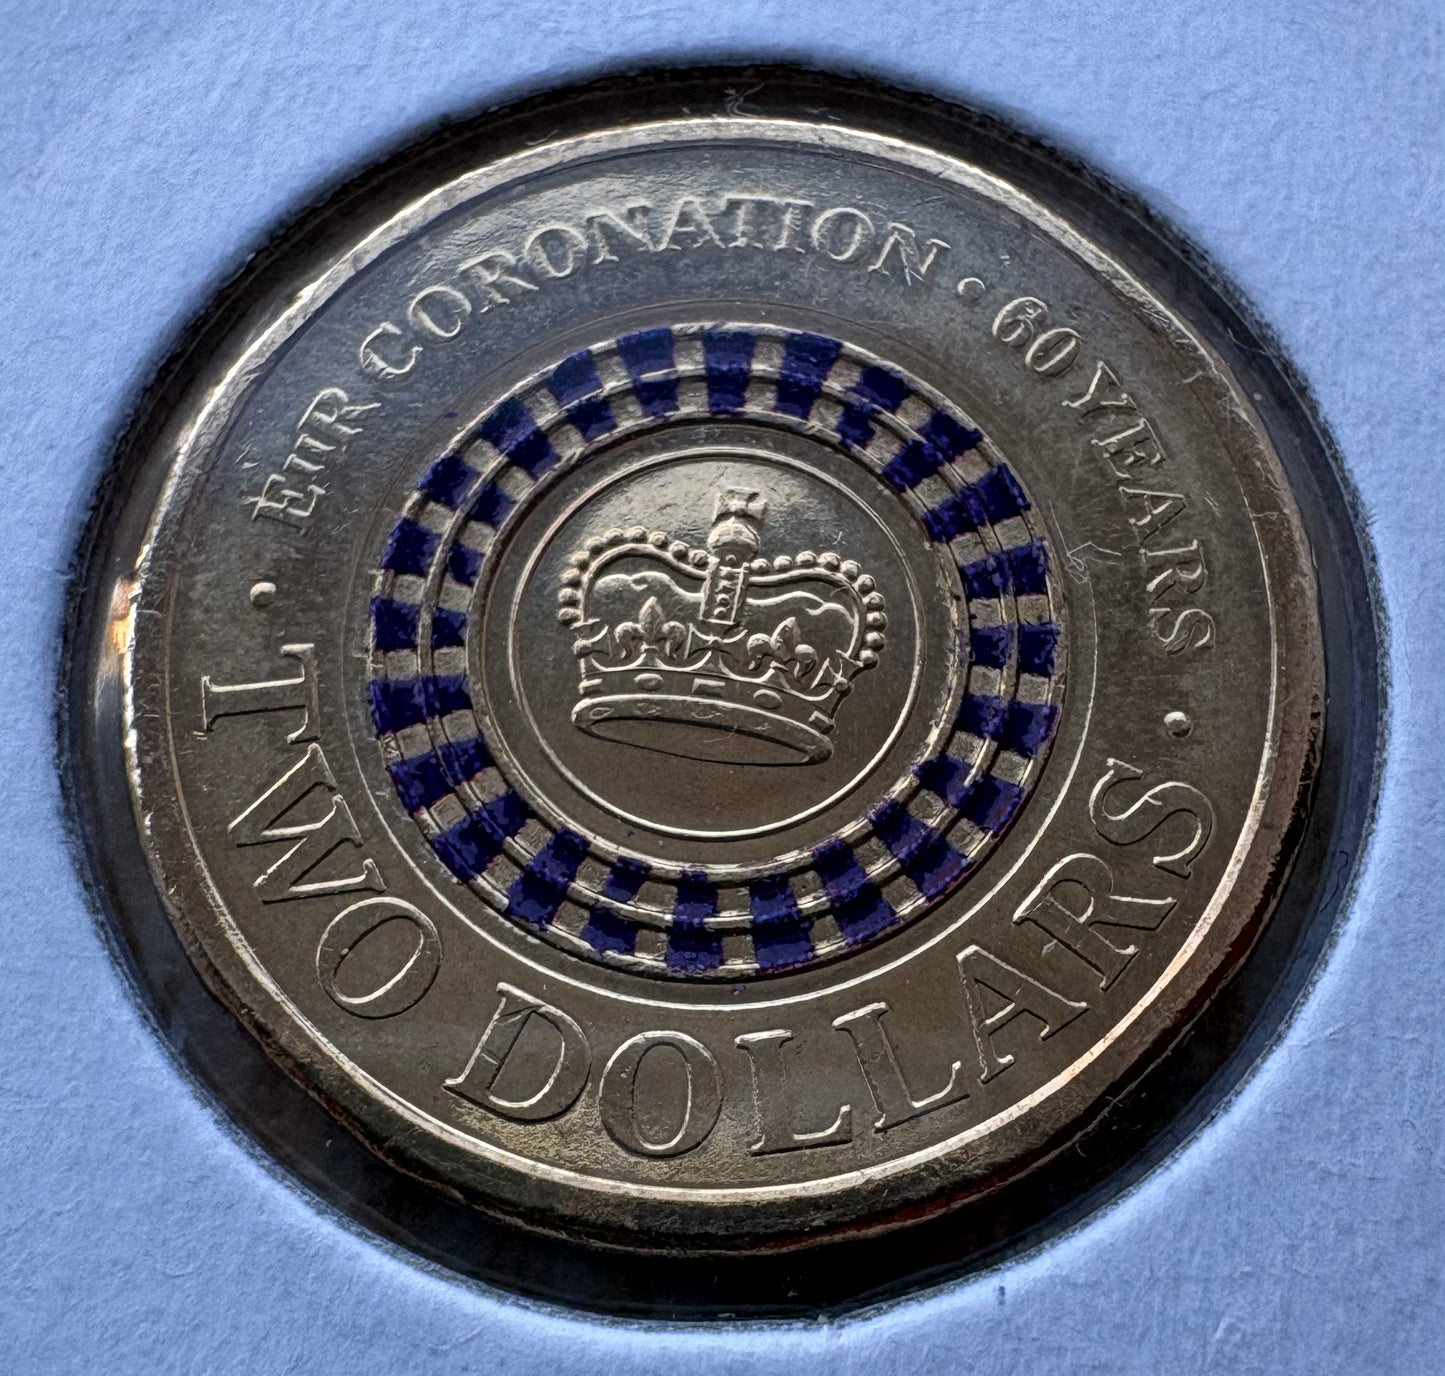 · EIIR CORONATION · 60 YEARS ·
TWO DOLLARS